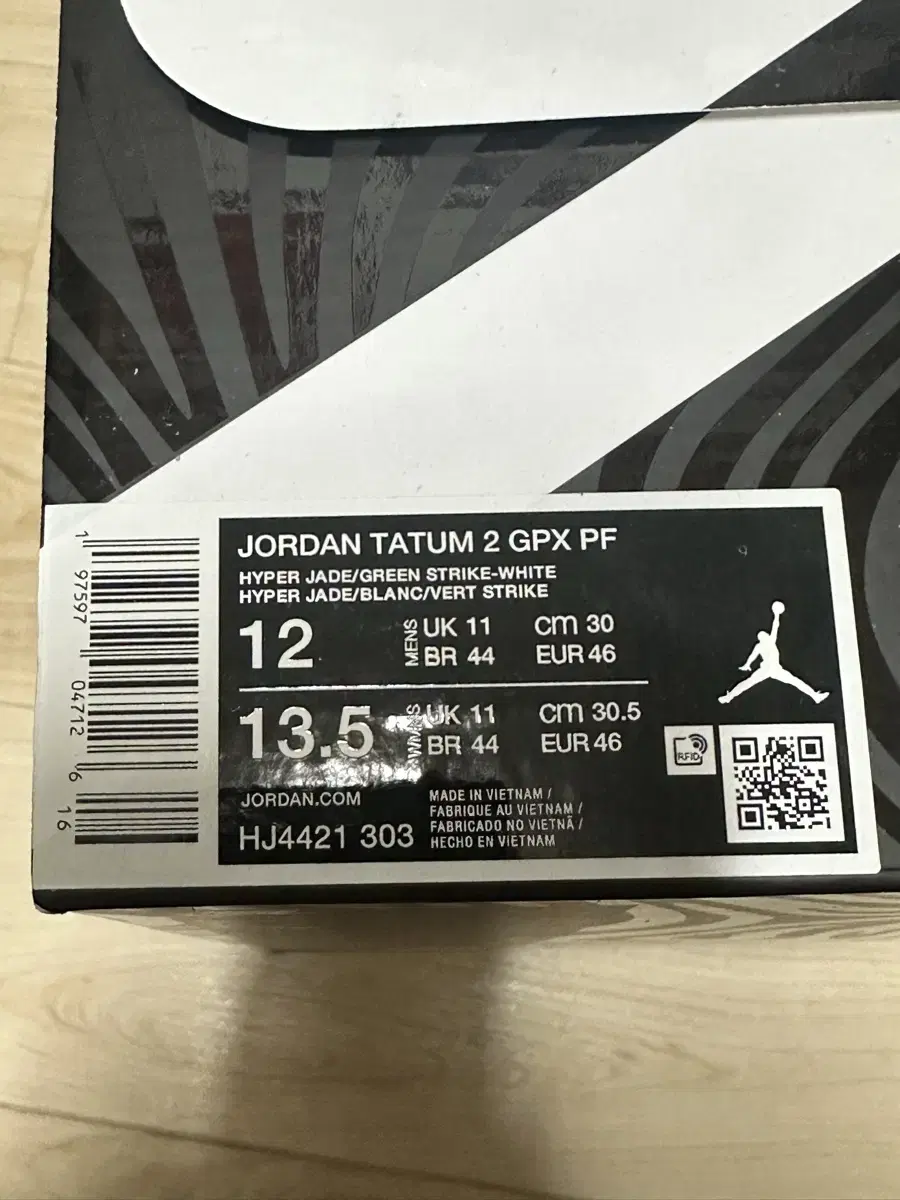 JORDAN TATUM 2 GPX PF
HYPER JADE/GREEN STRIKE-WHITE
HYPER JADE/BLANC/VERT STRIKE
12 MENS UK 11 cm 30
BR 44 EUR 46
13.5 WMNS UK 11 cm 30.5
BR 44 EUR 46
RFID
JORDAN.COM
HJ4421 303
MADE IN VIETNAM /
FABRIQUE AU VIETNAM /
FABRICADO NO VIETNÃ /
HECHO EN VIETNAM
1 97597 04712 6 16